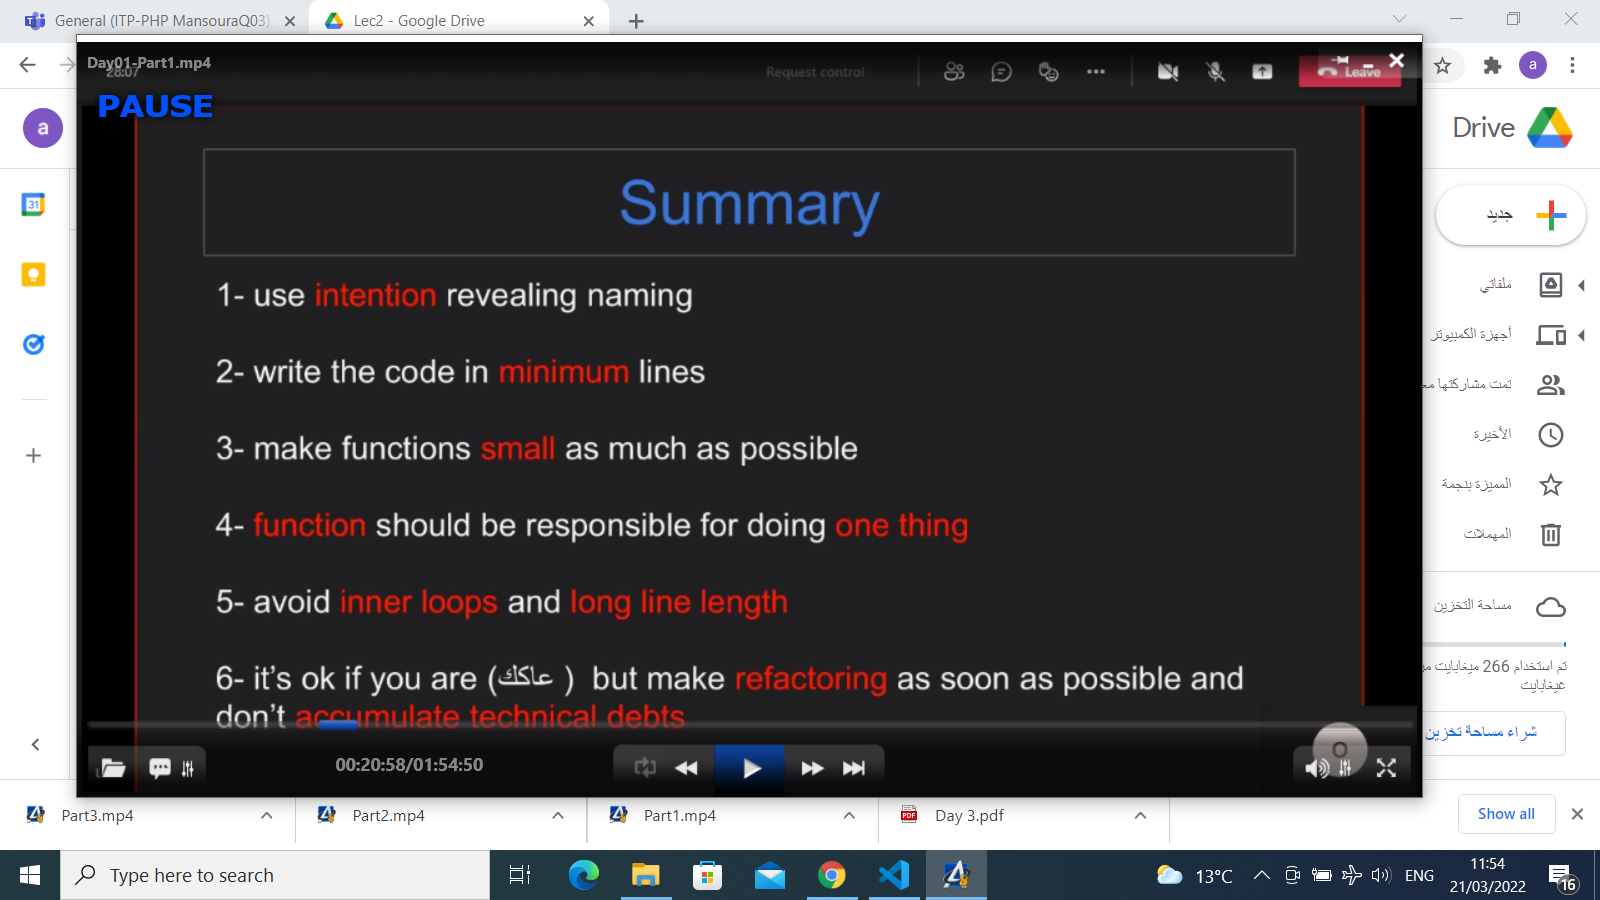 General (ITP-PHP MansouraQ03)
Lec2 - Google Drive
Day01-Part1.mp4
28:07
Request control
Leave
PAUSE
a
a
Drive
31
Summary
1- use intention revealing naming
2- write the code in minimum lines
3- make functions small as much as possible
4- function should be responsible for doing one thing
5- avoid inner loops and long line length
6- it's ok if you are (عاكك ) but make refactoring as soon as possible and
don't accumulate technical debts
00:20:58/01:54:50
O
جديد
ملفاتي
أجهزة الكمبيوتر
تمت مشاركتها
الأخيرة
المميزة بنجمة
المهملات
مساحة التخزين
تم استخدام 266 ميغابايت
غيغابايت
شراء مساحة تخزين
Part3.mp4
Part2.mp4
Part1.mp4
PDF
Day 3.pdf
Show all
Type here to search
13°C
ENG
11:54
21/03/2022
16